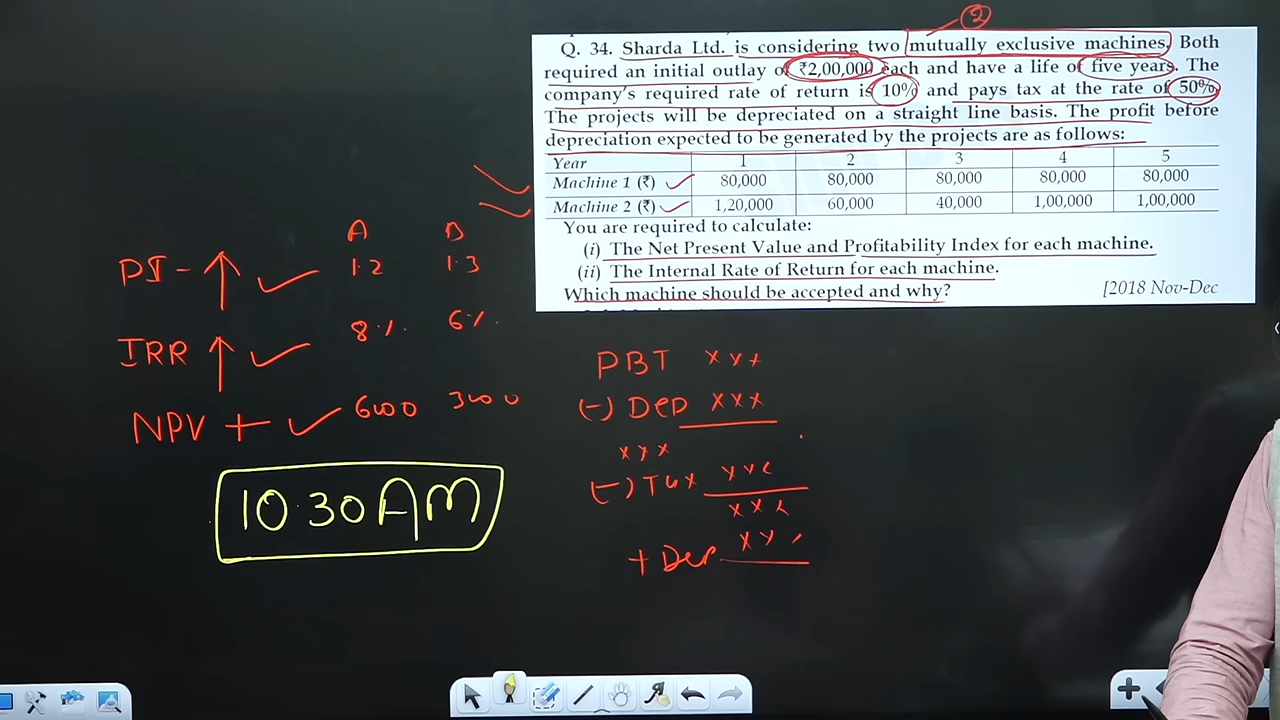 ②
Q. 34. Sharda Ltd. is considering two mutually exclusive machines. Both
required an initial outlay of ₹2,00,000 each and have a life of five years. The
company's required rate of return is 10% and pays tax at the rate of 50%.
The projects will be depreciated on a straight line basis. The profit before
depreciation expected to be generated by the projects are as follows:
Year 1 2 3 4 5
Machine 1 (₹) 80,000 80,000 80,000 80,000 80,000
Machine 2 (₹) 1,20,000 60,000 40,000 1,00,000 1,00,000
You are required to calculate:
(i) The Net Present Value and Profitability Index for each machine.
(ii) The Internal Rate of Return for each machine.
Which machine should be accepted and why? [2018 Nov-Dec
A B
PI - ↑ ✓ 1.2 1.3
IRR ↑ ✓ 8% 6%
NPV + ✓ 6000 3000
10.30 AM
PBT xxx
(-) Dep xxx
xxx
(-) Tax xxx
xxx
+ Dep xxx